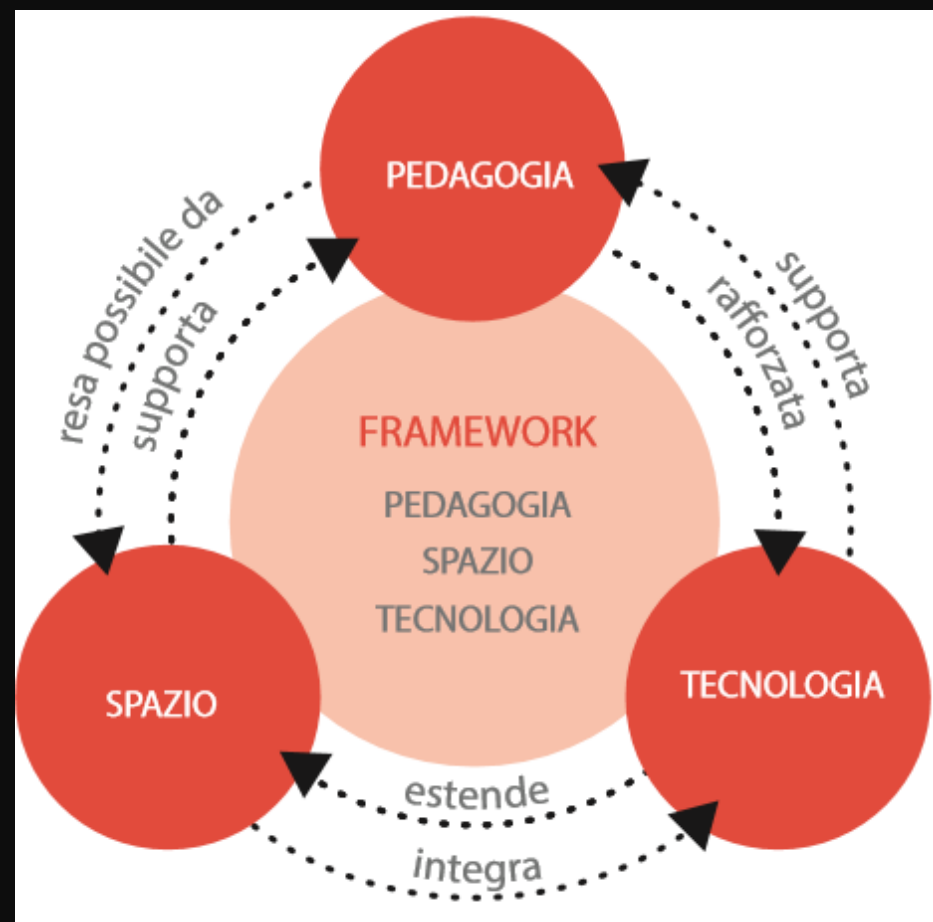 PEDAGOGIA
resa possibile da
supporta
rafforzata
supporta
FRAMEWORK
PEDAGOGIA
SPAZIO
TECNOLOGIA
SPAZIO
TECNOLOGIA
estende
integra